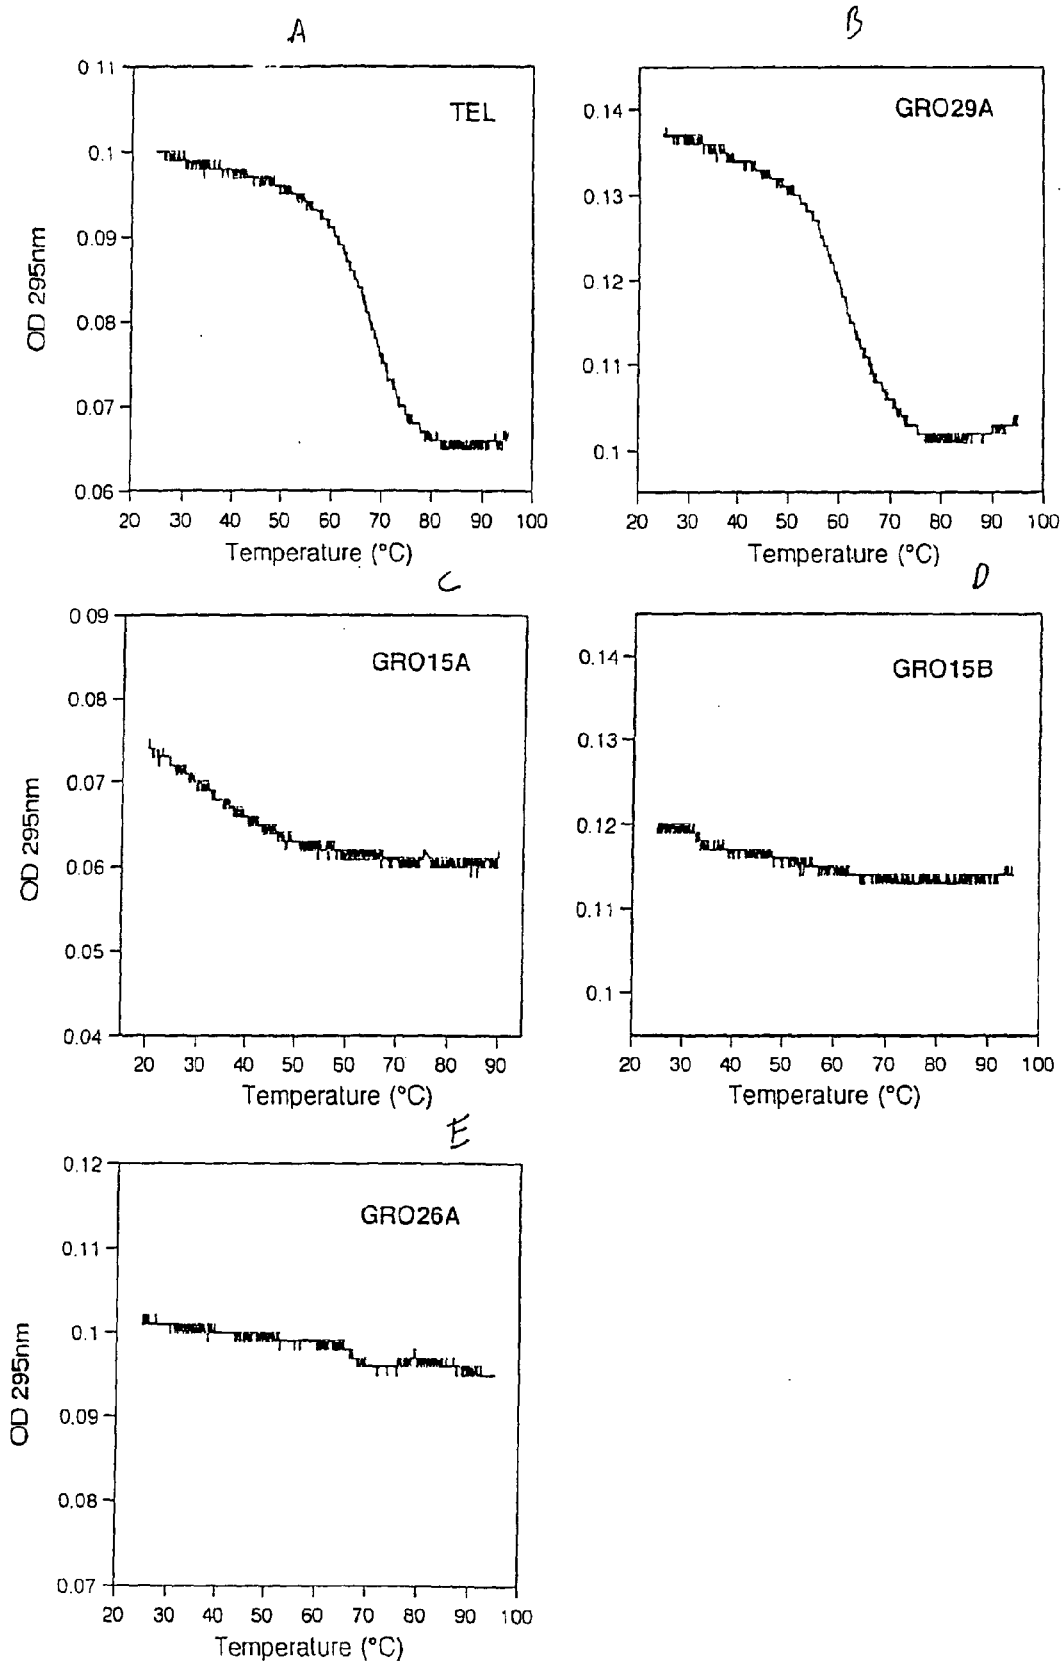 A
B
0 11
0.1
0.09
0.08
0.07
0.06
OD 295nm
TEL
20 30 40 50 60 70 80 90 100
Temperature (°C)
0.14
0.13
0.12
0.11
0.1
GRO29A
20 30 40 50 60 70 80 90 100
Temperature (°C)
C
D
0 09
0.08
0.07
0.06
0.05
0.04
OD 295nm
GRO15A
20 30 40 50 60 70 80 90
Temperature (°C)
0.14
0.13
0.12
0.11
0.1
GRO15B
20 30 40 50 60 70 80 90 100
Temperature (°C)
E
0.12
0.11
0.1
0.09
0.08
0.07
OD 295nm
GRO26A
20 30 40 50 60 70 80 90 100
Temperature (°C)